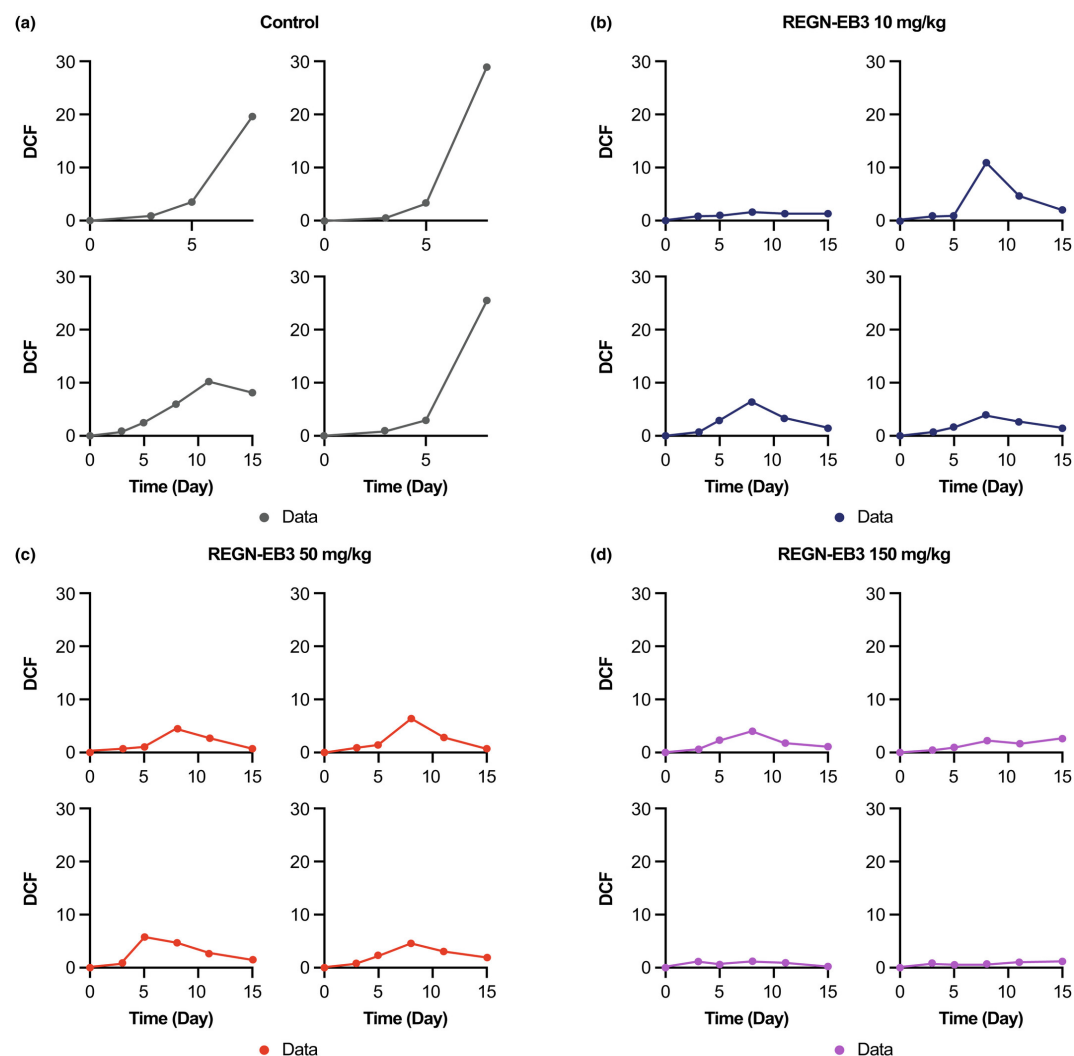 (a) Control
30 20 10 0 DCF 0 5
30 20 10 0 5 0
30 20 10 0 DCF 0 5 10 15 Time (Day)
30 20 10 0 0 5 Time (Day)
Data
(b) REGN-EB3 10 mg/kg
30 20 10 0 DCF 0 5 10 15
30 20 10 0 0 5 10 15
30 20 10 0 DCF 0 5 10 15 Time (Day)
30 20 10 0 0 5 10 15 Time (Day)
Data
(c) REGN-EB3 50 mg/kg
30 20 10 0 DCF 0 5 10 15
30 20 10 0 0 5 10 15
30 20 10 0 DCF 0 5 10 15 Time (Day)
30 20 10 0 0 5 10 15 Time (Day)
Data
(d) REGN-EB3 150 mg/kg
30 20 10 0 DCF 0 5 10 15
30 20 10 0 0 5 10 15
30 20 10 0 DCF 0 5 10 15 Time (Day)
30 20 10 0 0 5 10 15 Time (Day)
Data